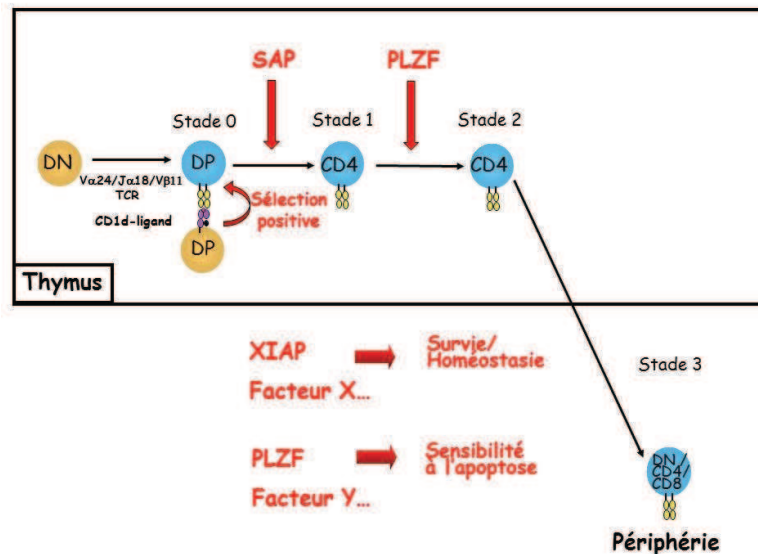 SAP
PLZF
Stade 0
Stade 1
Stade 2
DN
DP
CD4
CD4
Vα24/Jα18/Vβ11
TCR
CD1d-ligand
Sélection
positive
DP
Thymus
XIAP
Survie/
Homéostasie
Facteur X...
Stade 3
PLZF
Sensibilité
à l'apoptose
Facteur Y...
DN/
CD4/
CD8
Périphérie